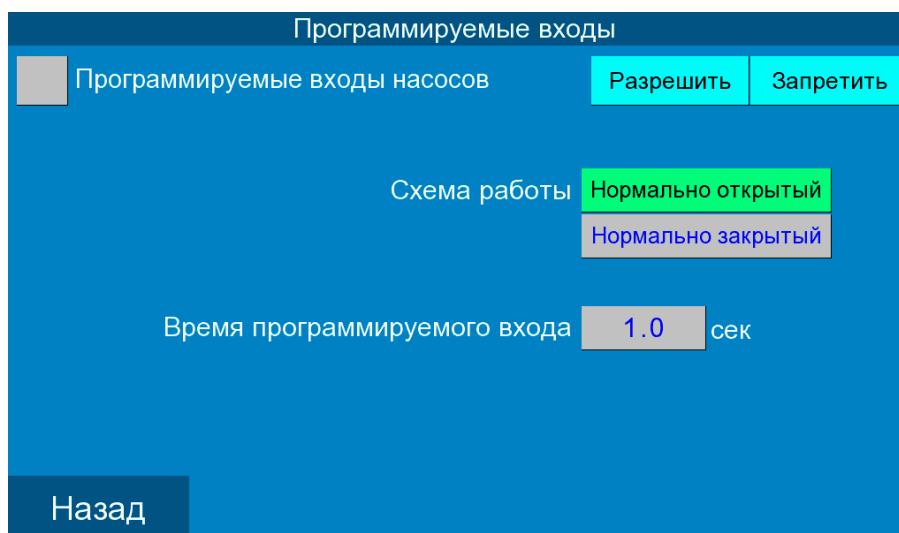 Программируемые входы
Программируемые входы насосов Разрешить Запретить
Схема работы Нормально открытый
Нормально закрытый
Время программируемого входа 1.0 сек
Назад